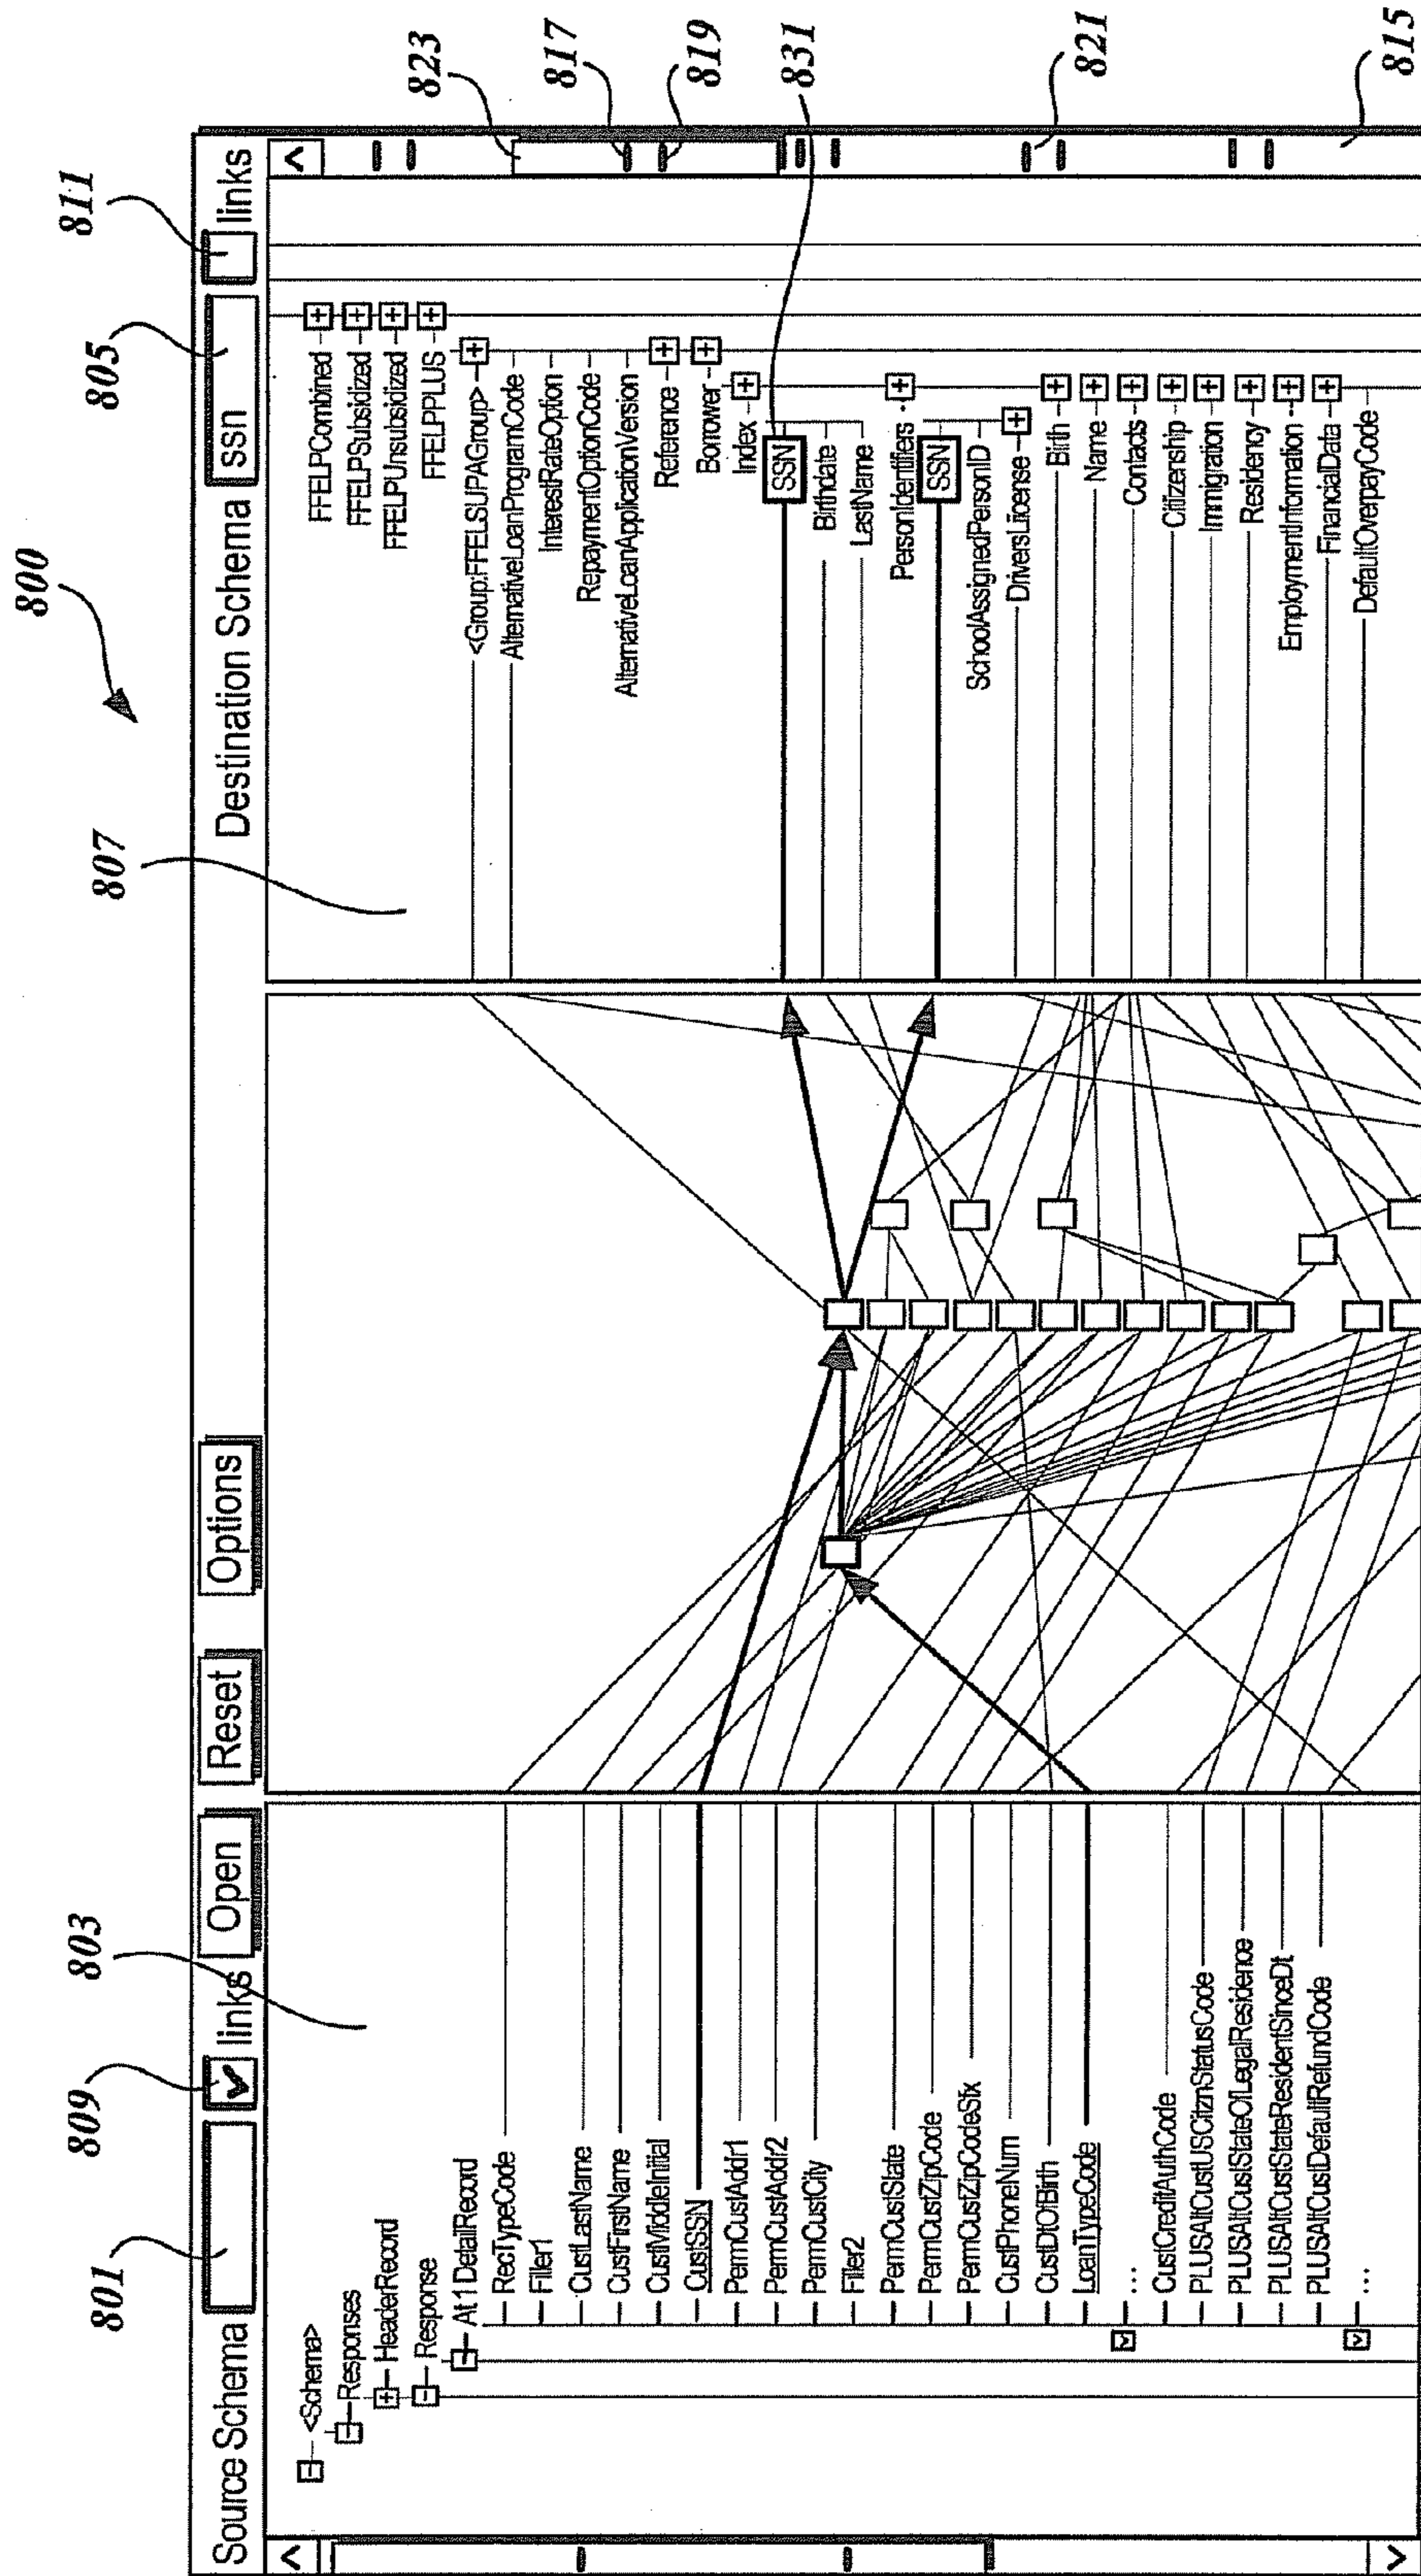 800
801
809
803
807
805
811
Source Schema
links
Open
Reset
Options
Destination Schema
ssn
links
<Schema>
Responses
HeaderRecord
Response
At1DetailRecord
RecTypeCode
Filler1
CustLastName
CustFirstName
CustMiddleInitial
CustSSN
PermCustAddr1
PermCustAddr2
PermCustCity
Filler2
PermCustState
PermCustZipCode
PermCustZipCodeSfx
CustPhoneNum
CustDtOfBirth
LoanTypeCode
...
CustCreditAuthCode
PLUSAltCustUSCitznStatusCode
PLUSAltCustStateOfLegalResidence
PLUSAltCustStateResidentSinceDt
PLUSAltCustDefaultRefundCode
...
FFELPCombined
FFELPSubsidized
FFELPUnsubsidized
FFELPPLUS
<Group:FFELSUPAGroup>
AlternativeLoanProgramCode
InterestRateOption
RepaymentOptionCode
AlternativeLoanApplicationVersion
Reference
Borrower
Index
SSN
Birthdate
LastName
PersonIdentifiers
SSN
SchoolAssignedPersonID
DriversLicense
Birth
Name
Contacts
Citizenship
Immigration
Residency
EmploymentInformation
FinancialData
DefaultOverpayCode
823
817
819
831
821
815